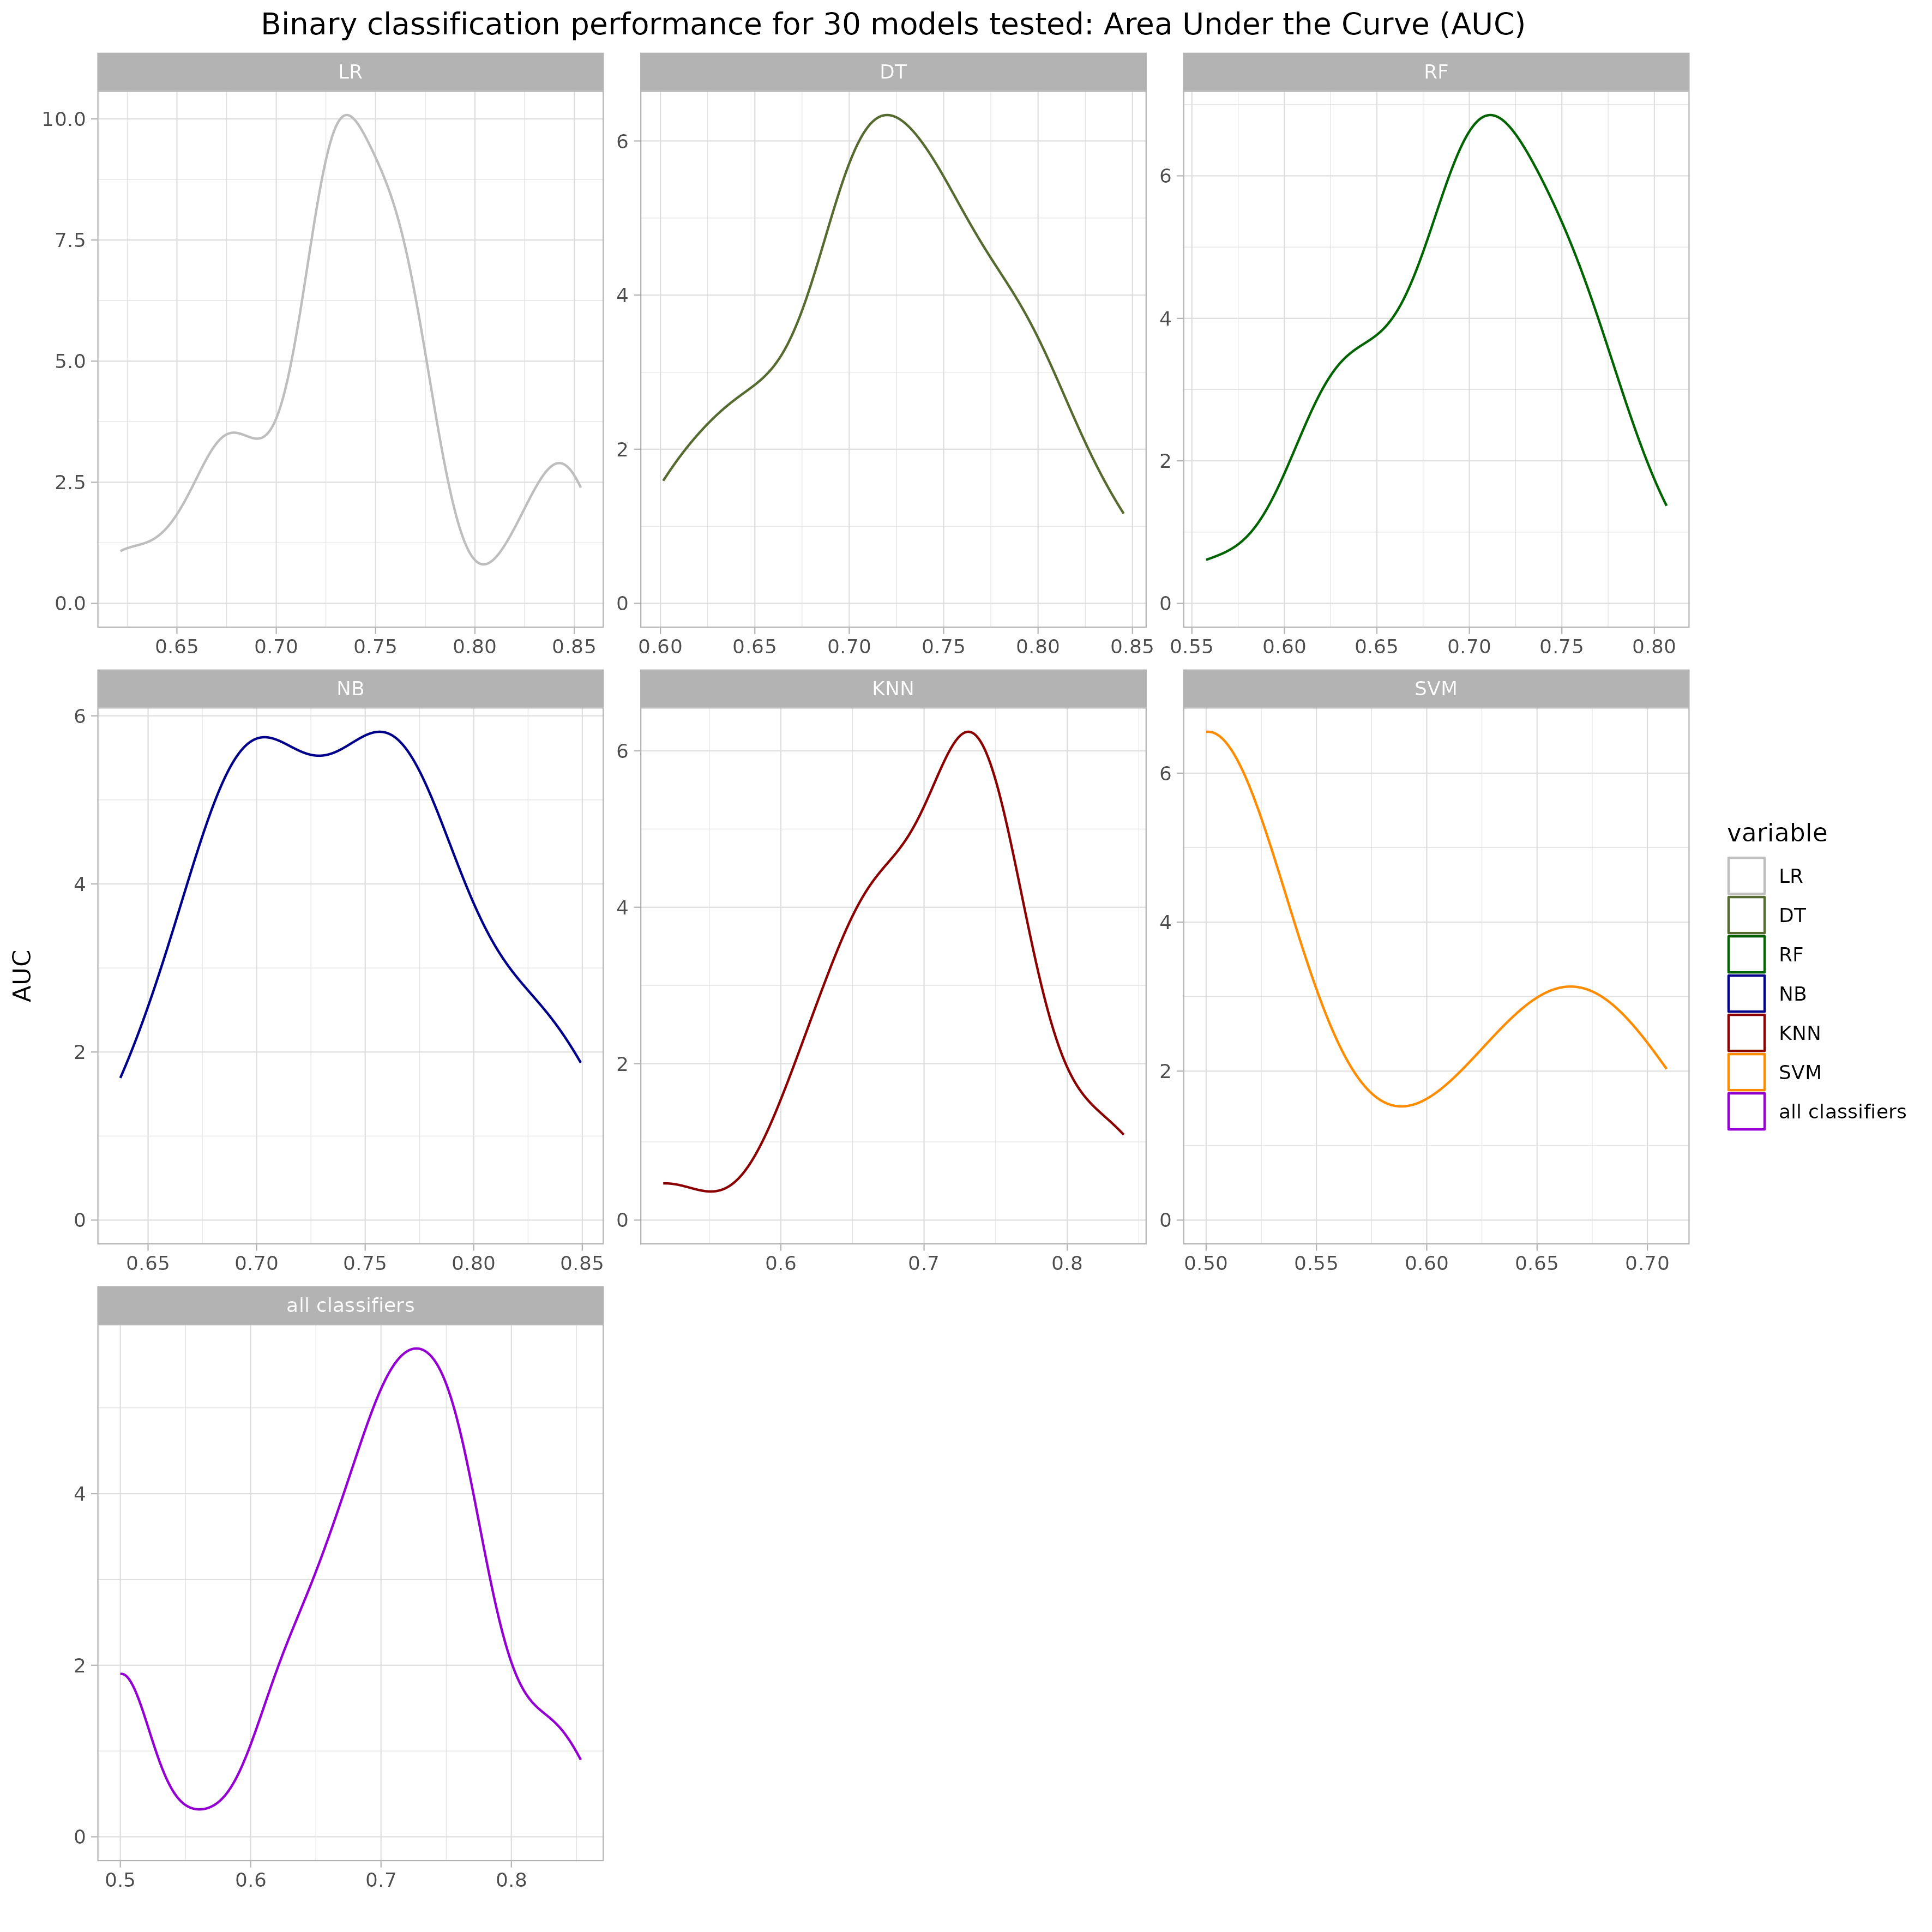 Binary classification performance for 30 models tested: Area Under the Curve (AUC)
LR
DT
RF
10.0
7.5
5.0
2.5
0.0
6
4
2
0
6
4
2
0
0.65 0.70 0.75 0.80 0.85
0.60 0.65 0.70 0.75 0.80 0.85
0.55 0.60 0.65 0.70 0.75 0.80
NB
KNN
SVM
6
4
2
0
6
4
2
0
6
4
2
0
0.65 0.70 0.75 0.80 0.85
0.6 0.7 0.8
0.50 0.55 0.60 0.65 0.70
AUC
variable
LR
DT
RF
NB
KNN
SVM
all classifiers
all classifiers
4
2
0
0.5 0.6 0.7 0.8